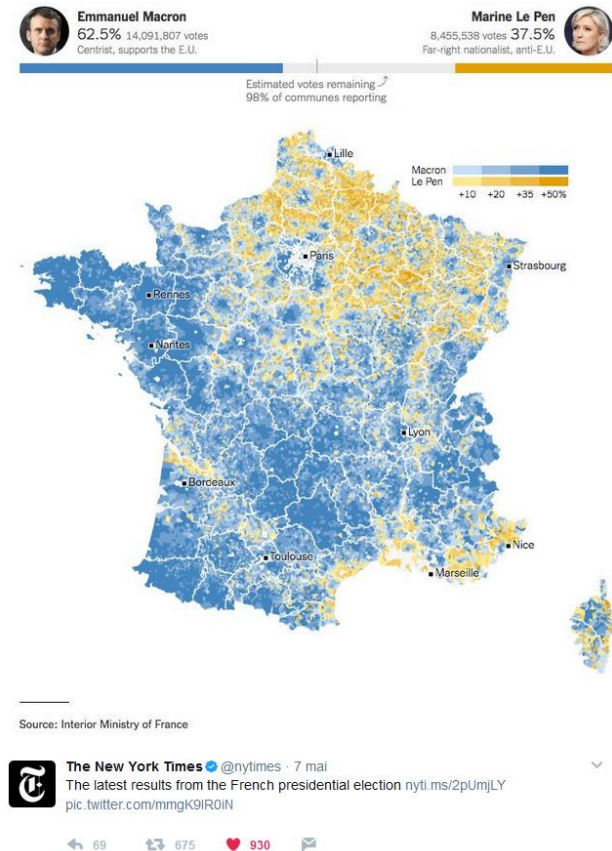 Emmanuel Macron
62.5% 14,091,807 votes
Centrist, supports the E.U.
Marine Le Pen
8,455,538 votes 37.5%
Far-right nationalist, anti-E.U.
Estimated votes remaining
98% of communes reporting
Macron
Le Pen
+10 +20 +35 +50%
Lille
Paris
Strasbourg
Rennes
Nantes
Lyon
Bordeaux
Toulouse
Nice
Marseille
Source: Interior Ministry of France
The New York Times @nytimes · 7 mai
The latest results from the French presidential election nyti.ms/2pUmjLY
pic.twitter.com/mmgK9IR0iN
69 675 930